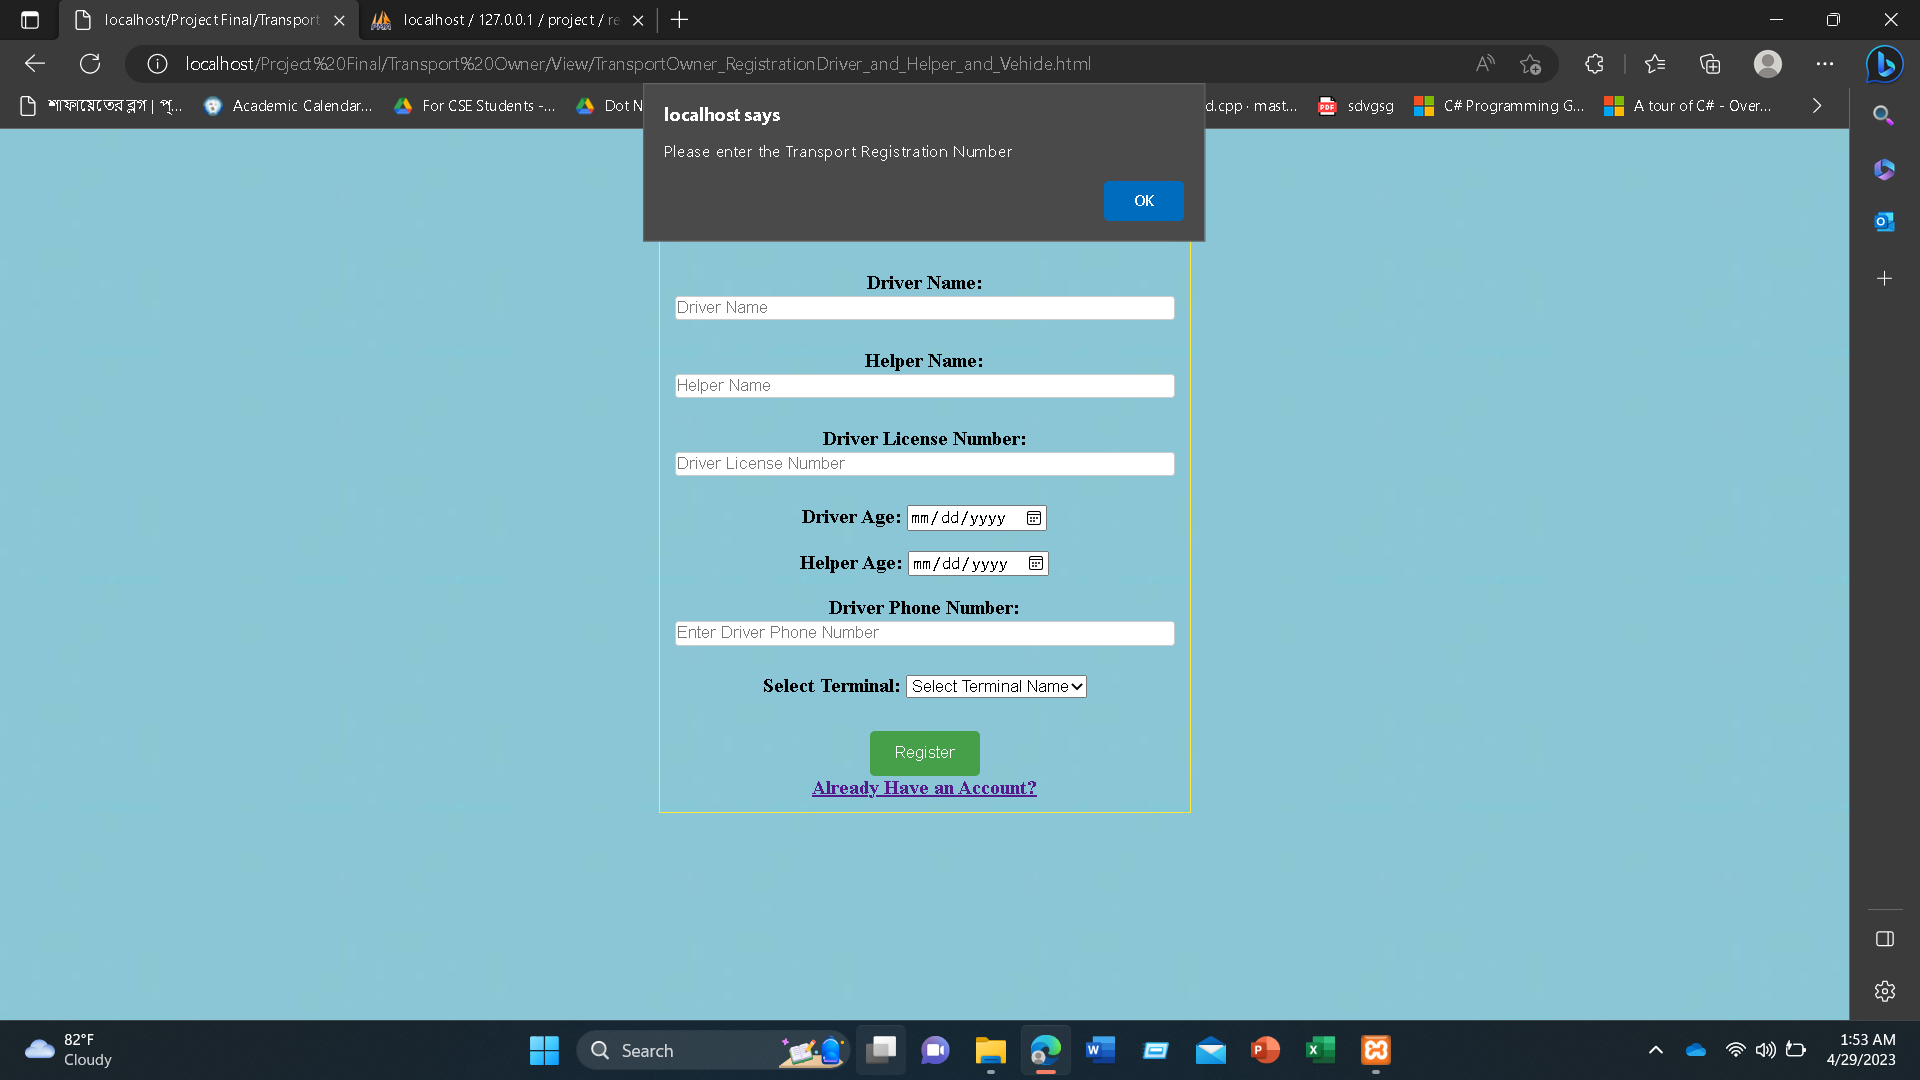 localhost/Project Final/Transport
localhost / 127.0.0.1 / project / re
localhost/Project%20Final/Transport%20Owner/View/TransportOwner_RegistrationDriver_and_Helper_and_Vehicle.html
শাফায়েতের ব্লগ | প্...
Academic Calendar...
For CSE Students -...
Dot N
d.cpp · mast...
sdvgsg
C# Programming G...
A tour of C# - Over...
localhost says
Please enter the Transport Registration Number
OK
Driver Name:
Driver Name
Helper Name:
Helper Name
Driver License Number:
Driver License Number
Driver Age: mm/dd/yyyy
Helper Age: mm/dd/yyyy
Driver Phone Number:
Enter Driver Phone Number
Select Terminal: Select Terminal Name
Register
Already Have an Account?
82°F
Cloudy
Search
1:53 AM
4/29/2023